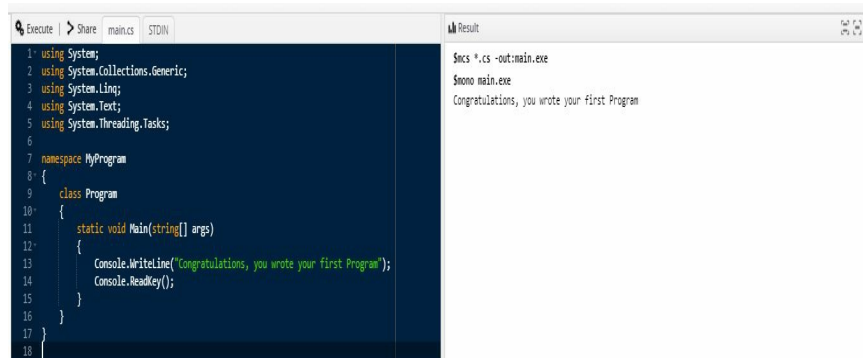 Execute | > Share main.cs STDIN
1 using System;
2 using System.Collections.Generic;
3 using System.Linq;
4 using System.Text;
5 using System.Threading.Tasks;
6
7 namespace MyProgram
8 {
9 class Program
10 {
11 static void Main(string[] args)
12 {
13 Console.WriteLine("Congratulations, you wrote your first Program");
14 Console.ReadKey();
15 }
16 }
17 }
18
Result
$mcs *.cs -out:main.exe
$mono main.exe
Congratulations, you wrote your first Program